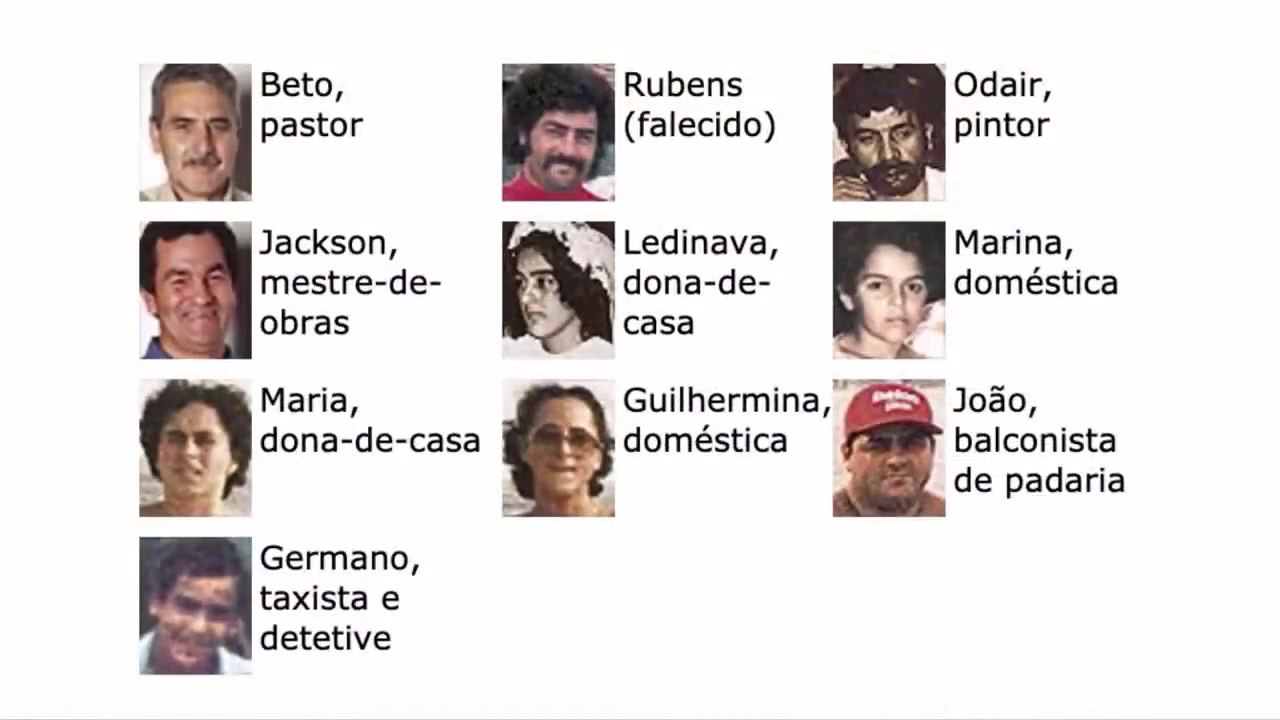 Beto,
pastor
Rubens
(falecido)
Odair,
pintor
Jackson,
mestre-de-
obras
Ledinava,
dona-de-
casa
Marina,
doméstica
Maria,
dona-de-casa
Guilhermina,
doméstica
João,
balconista
de padaria
Germano,
taxista e
detetive